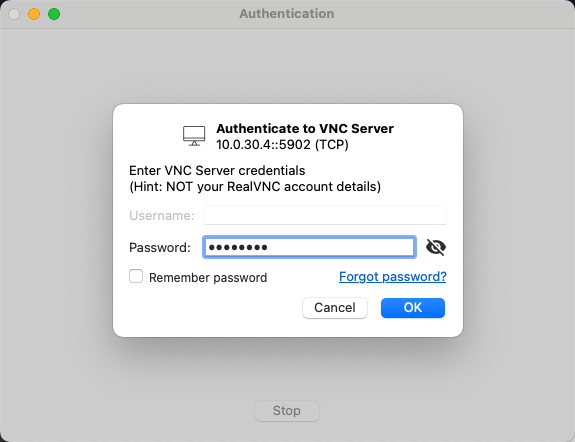 Authentication
Authenticate to VNC Server
10.0.30.4::5902 (TCP)
Enter VNC Server credentials
(Hint: NOT your RealVNC account details)
Username:
Password: ••••••••
Remember password Forgot password?
Cancel OK
Stop